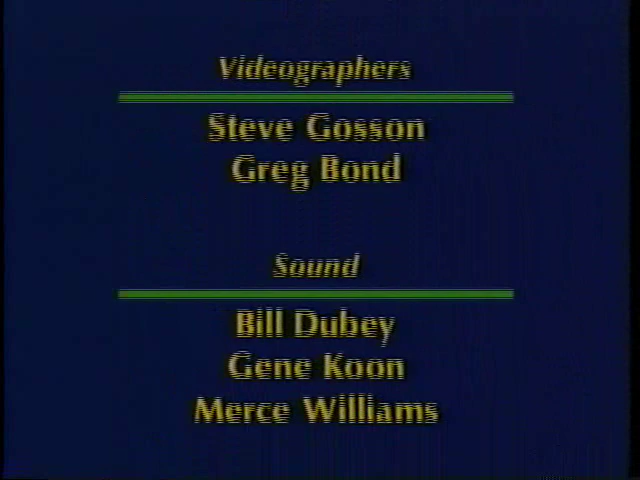 Videographers
Steve Gosson
Greg Bond
Sound
Bill Dubey
Gene Koon
Merce Williams